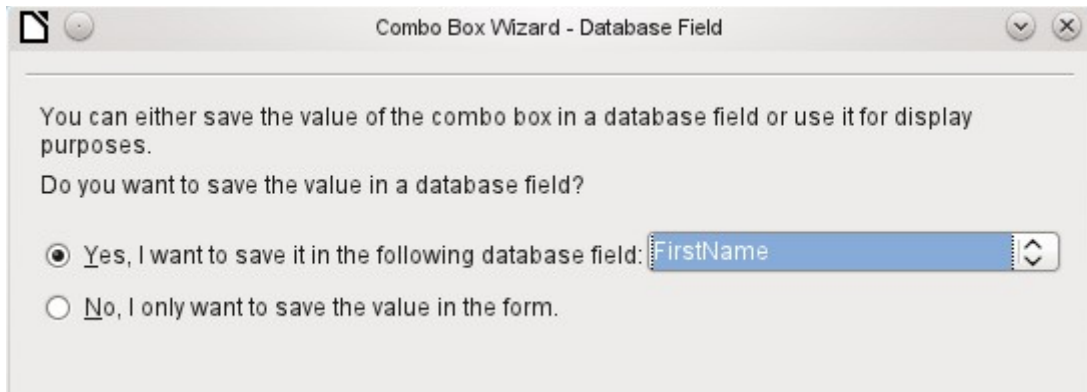 Combo Box Wizard - Database Field
You can either save the value of the combo box in a database field or use it for display
purposes.
Do you want to save the value in a database field?
Yes, I want to save it in the following database field: FirstName
No, I only want to save the value in the form.